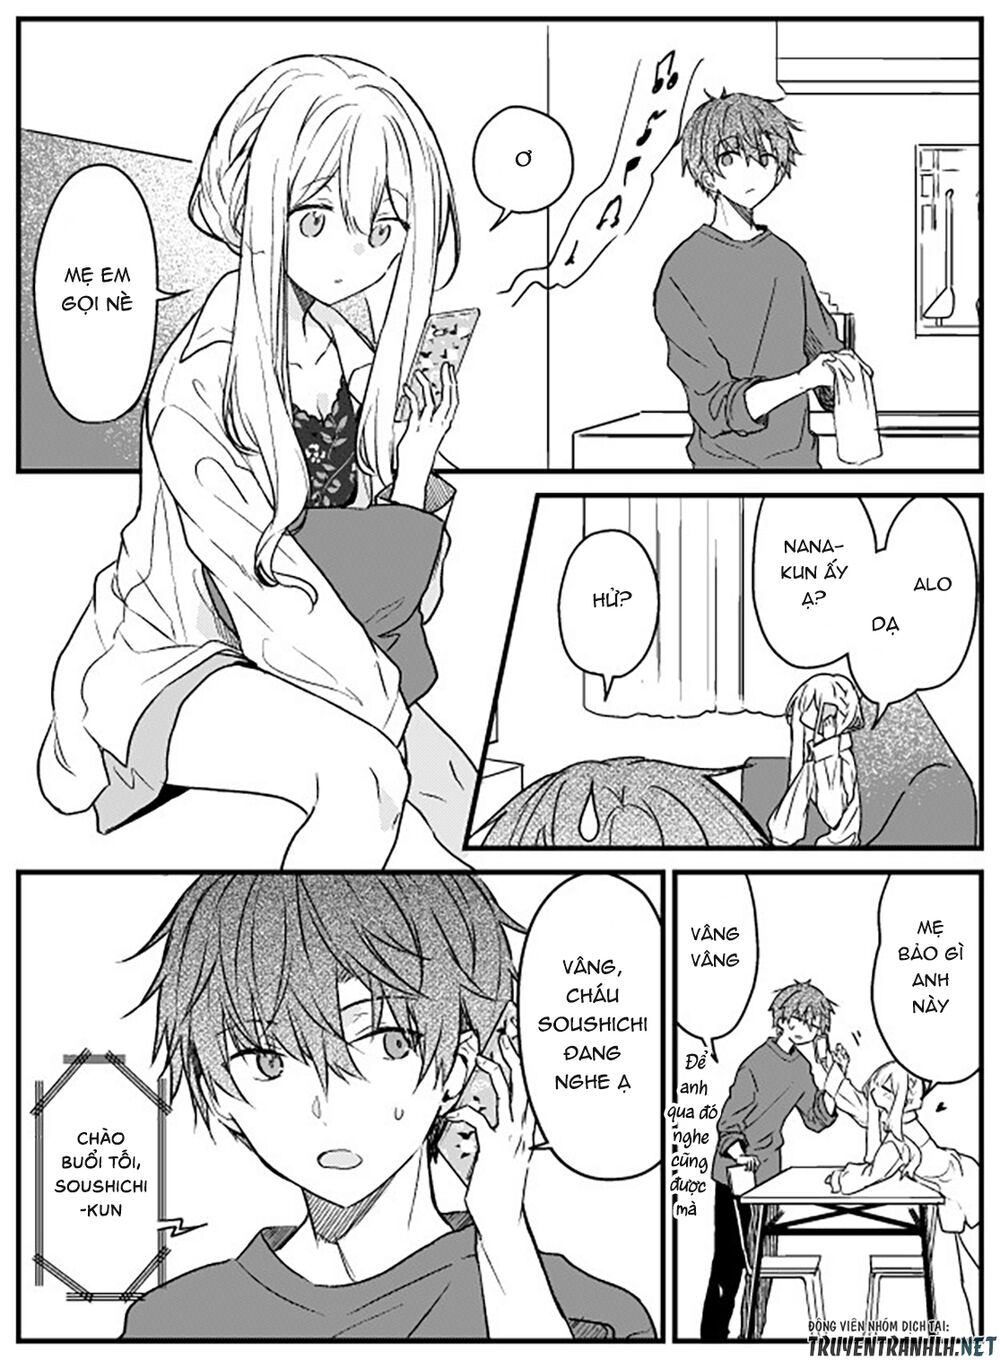 MẸ EM
GỌI NÈ
Ơ
HỬ?
NANA-
KUN ẤY
Ạ?
ALO
DẠ
VÂNG,
CHÁU
SOUSHICHI
ĐANG
NGHE Ạ
CHÀO
BUỔI TỐI,
SOUSHICHI
-KUN
MẸ
BẢO GÌ
ANH
NÀY
VÂNG
VÂNG
Để
anh
qua đó
nghe
cũng
được
mà
ĐỘNG VIÊN NHÓM DỊCH TẠI:
TRUYENTRANHLH.NET